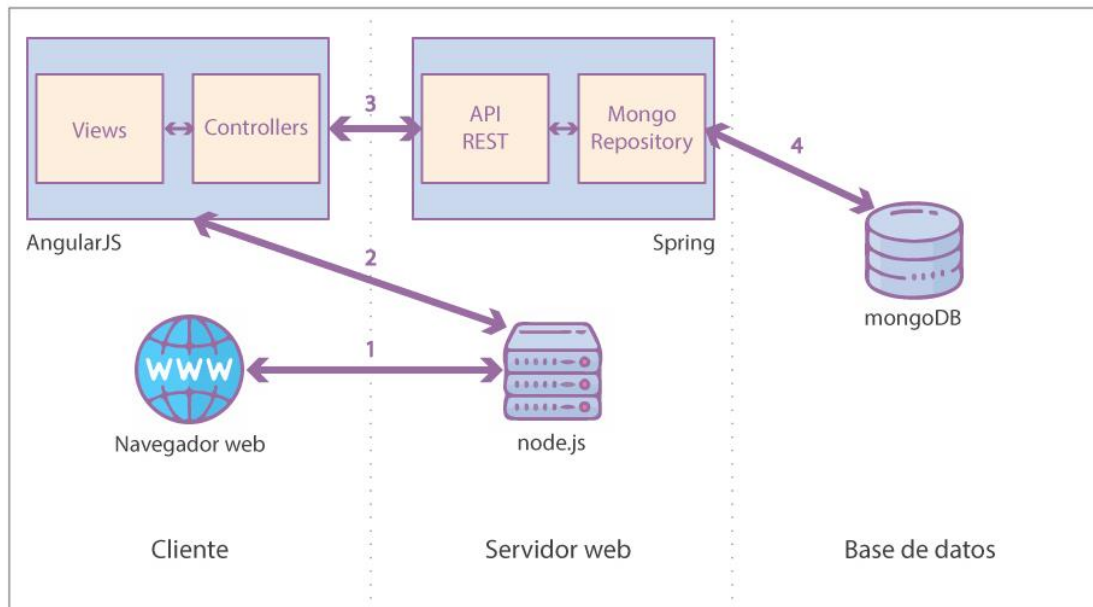 Views
Controllers
3
API
REST
Mongo
Repository
4
AngularJS
Spring
2
mongoDB
WWW
1
Navegador web
node.js
Cliente
Servidor web
Base de datos